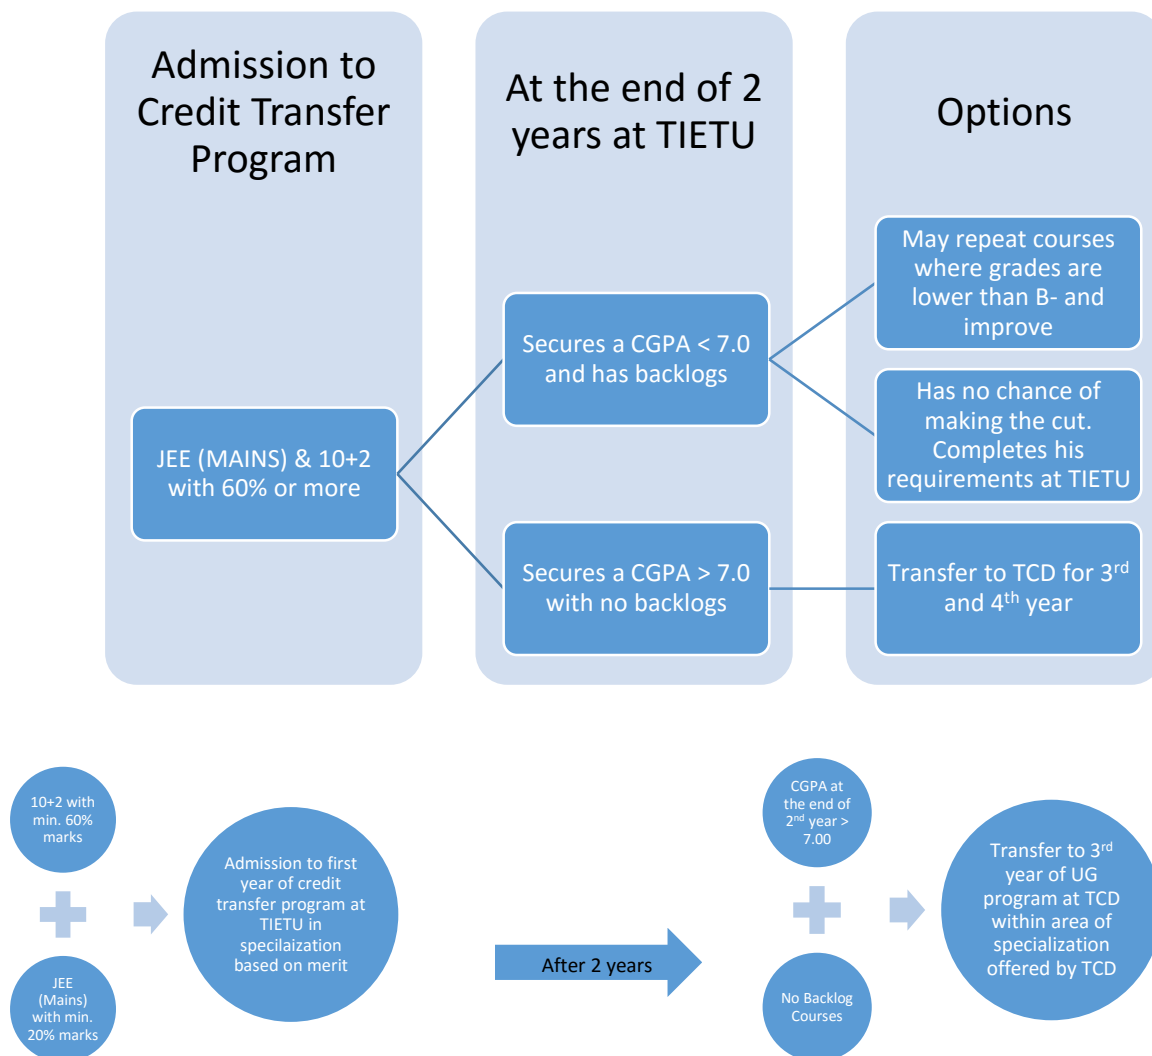 Admission to
Credit Transfer
Program
At the end of 2
years at TIETU
Options
JEE (MAINS) & 10+2
with 60% or more
Secures a CGPA < 7.0
and has backlogs
Secures a CGPA > 7.0
with no backlogs
May repeat courses
where grades are
lower than B- and
improve
Has no chance of
making the cut.
Completes his
requirements at TIETU
Transfer to TCD for 3rd
and 4th year
10+2 with
min. 60%
marks
JEE
(Mains)
with min.
20% marks
Admission to first
year of credit
transfer program at
TIETU in
specilaization
based on merit
After 2 years
CGPA at
the end of
2nd year >
7.00
No Backlog
Courses
Transfer to 3rd
year of UG
program at TCD
within area of
specialization
offered by TCD